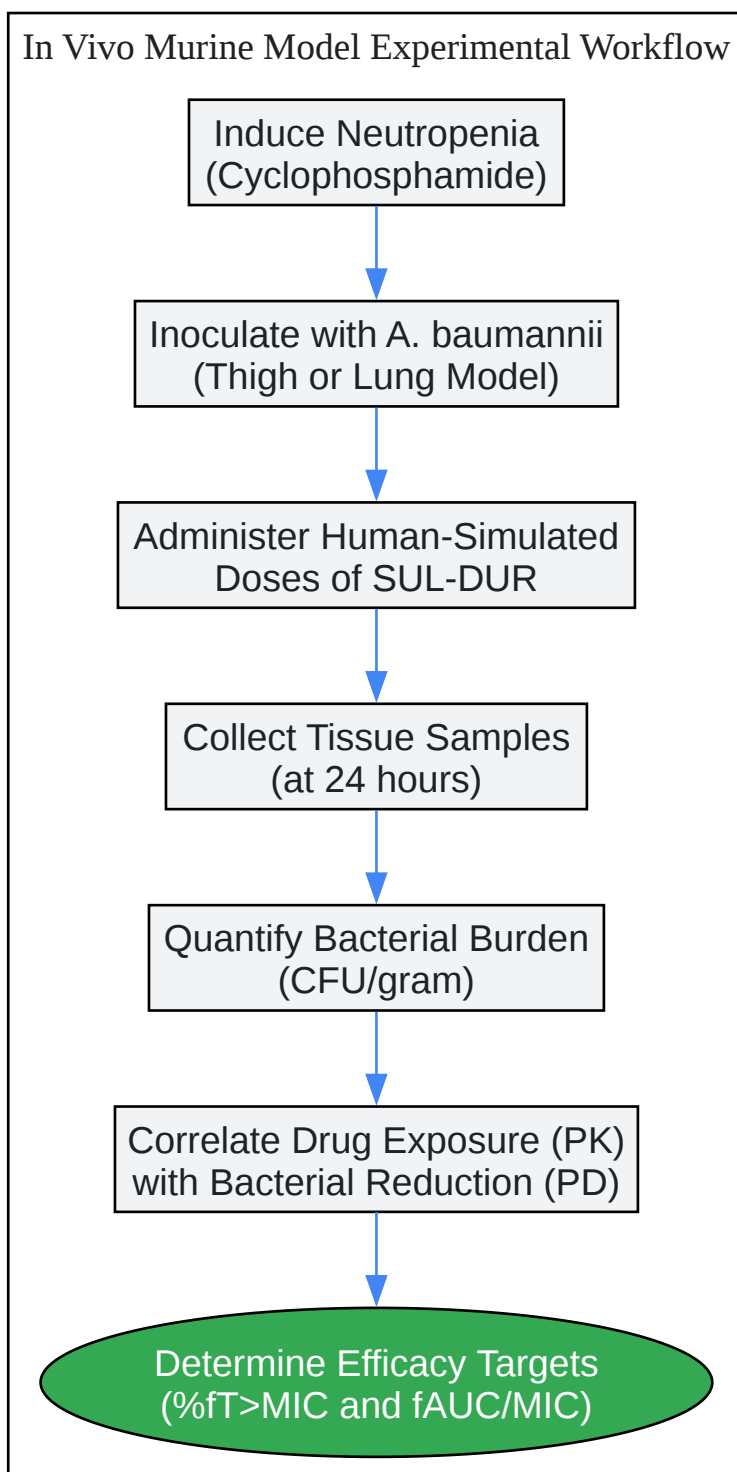 In Vivo Murine Model Experimental Workflow
Induce Neutropenia
(Cyclophosphamide)
Inoculate with A. baumannii
(Thigh or Lung Model)
Administer Human-Simulated
Doses of SUL-DUR
Collect Tissue Samples
(at 24 hours)
Quantify Bacterial Burden
(CFU/gram)
Correlate Drug Exposure (PK)
with Bacterial Reduction (PD)
Determine Efficacy Targets
(%fT>MIC and fAUC/MIC)